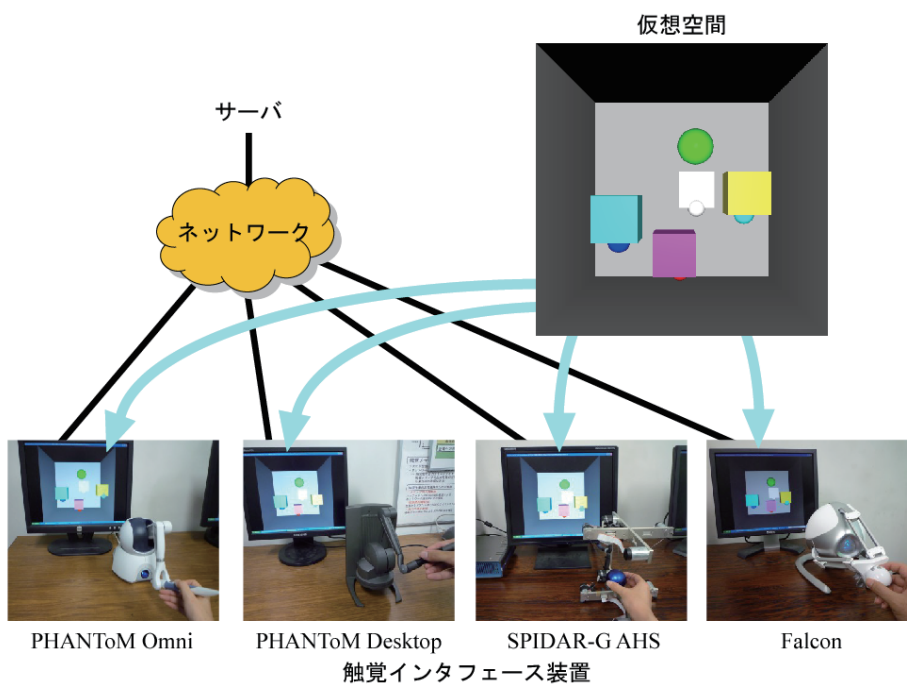 仮想空間
サーバ
ネットワーク
PHANToM Omni
PHANToM Desktop
SPIDAR-G AHS
Falcon
触覚インタフェース装置